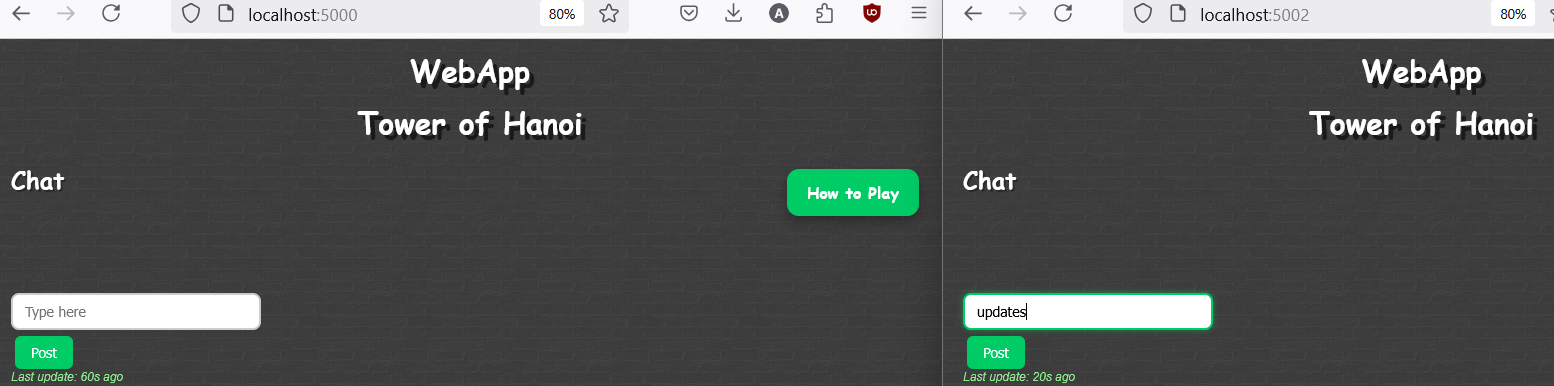 localhost:5000
80%
A
WebApp
Tower of Hanoi
Chat
How to Play
Type here
Post
Last update: 60s ago
localhost:5002
80%
WebApp
Tower of Hanoi
Chat
updates
Post
Last update: 20s ago